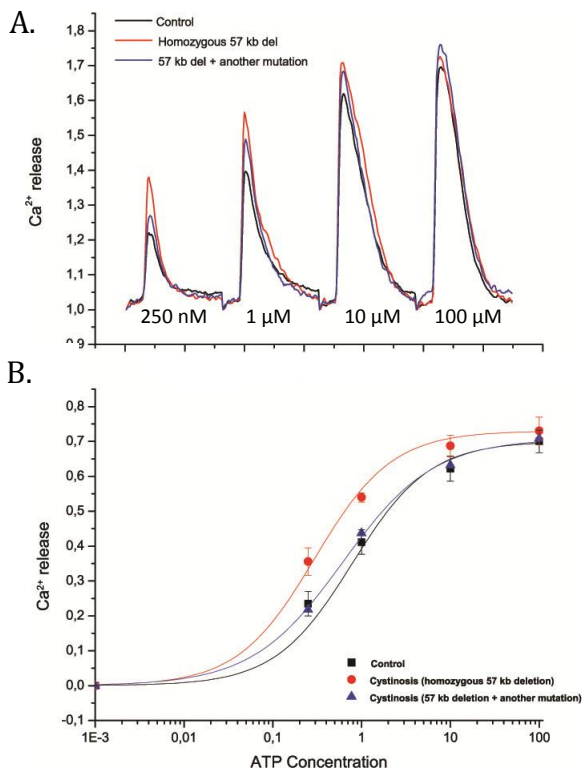 A.
Control
Homozygous 57 kb del
57 kb del + another mutation
Ca²⁺ release
1,8
1,7
1,6
1,5
1,4
1,3
1,2
1,1
1,0
0,9
250 nM
1 µM
10 µM
100 µM
B.
Ca²⁺ release
0,8
0,7
0,6
0,5
0,4
0,3
0,2
0,1
0,0
-0,1
Control
Cystinosis (homozygous 57 kb deletion)
Cystinosis (57 kb deletion + another mutation)
1E-3
0,01
0,1
1
10
100
ATP Concentration